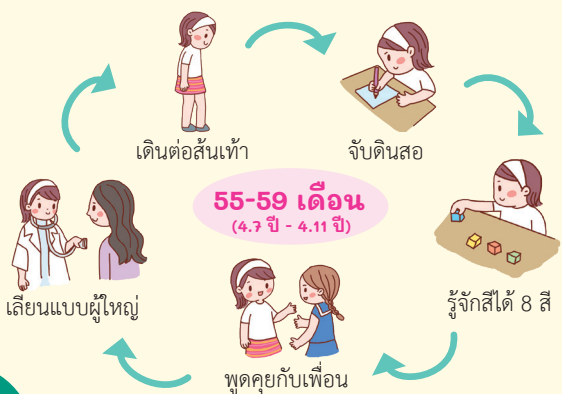 เดินต่อส้นเท้า
จับดินสอ
55-59 เดือน
(4.7 ปี - 4.11 ปี)
เลียนแบบผู้ใหญ่
รู้จักสีได้ 8 สี
พูดคุยกับเพื่อน